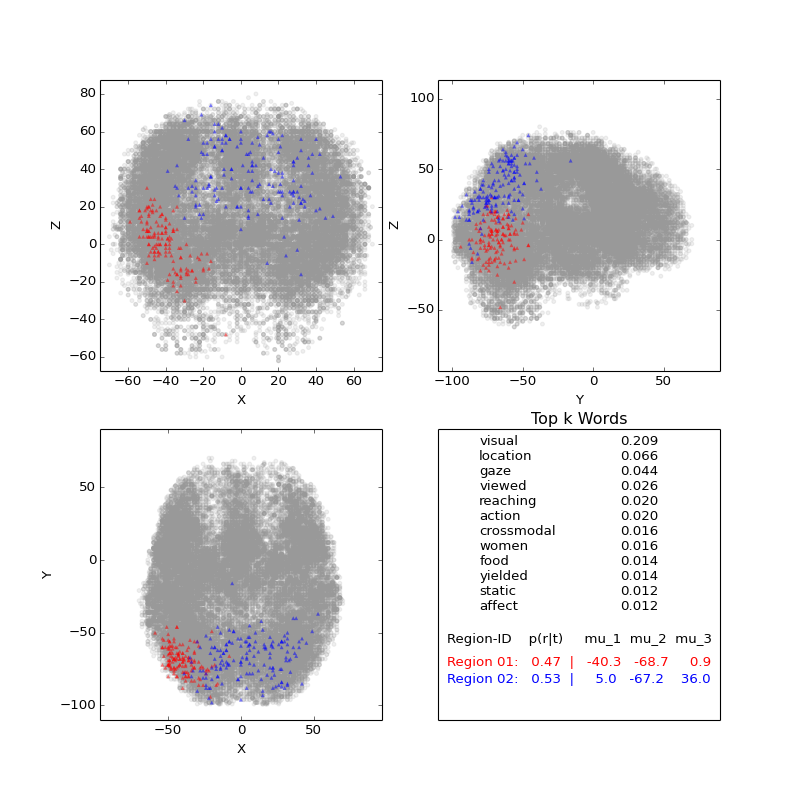 80
60
40
20
0
−20
−40
−60
Z
−60 −40 −20 0 20 40 60
X
100
50
0
−50
Z
−100 −50 0 50
Y
50
0
−50
−100
Y
−50 0 50
X
Top k Words
visual 0.209
location 0.066
gaze 0.044
viewed 0.026
reaching 0.020
action 0.020
crossmodal 0.016
women 0.016
food 0.014
yielded 0.014
static 0.012
affect 0.012
Region-ID p(r|t) mu_1 mu_2 mu_3
Region 01: 0.47 | -40.3 -68.7 0.9
Region 02: 0.53 | 5.0 -67.2 36.0